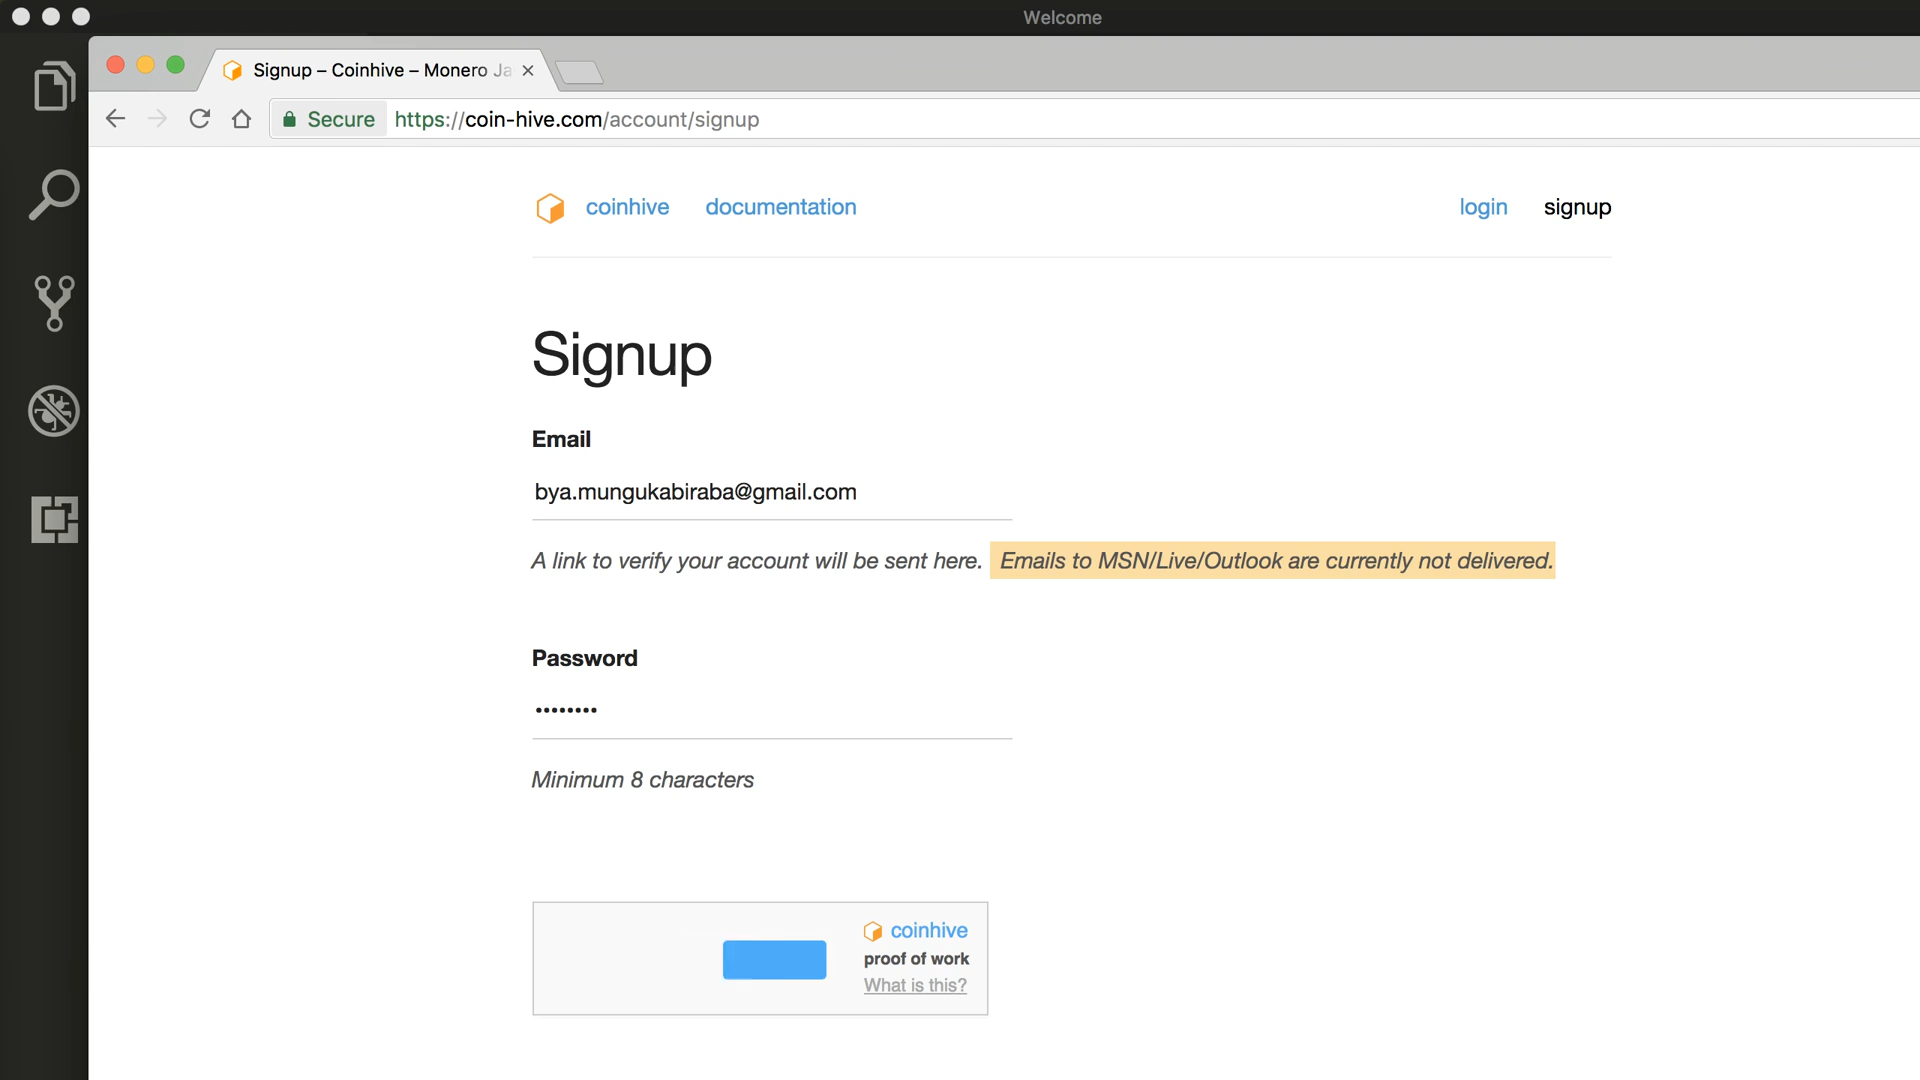 Welcome
Signup – Coinhive – Monero Ja
Secure https://coin-hive.com/account/signup
coinhive documentation login signup
Signup
Email
bya.mungukabiraba@gmail.com
A link to verify your account will be sent here. Emails to MSN/Live/Outlook are currently not delivered.
Password
••••••••
Minimum 8 characters
coinhive
proof of work
What is this?